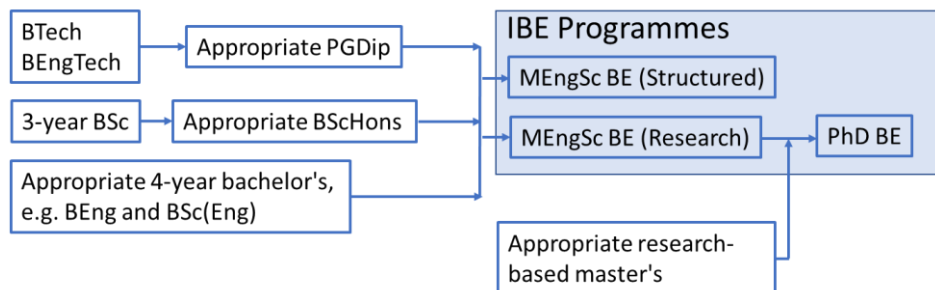 BTech
BEngTech
Appropriate PGDip
IBE Programmes
MEngSc BE (Structured)
3-year BSc
Appropriate BScHons
MEngSc BE (Research)
PhD BE
Appropriate 4-year bachelor's,
e.g. BEng and BSc(Eng)
Appropriate research-
based master's